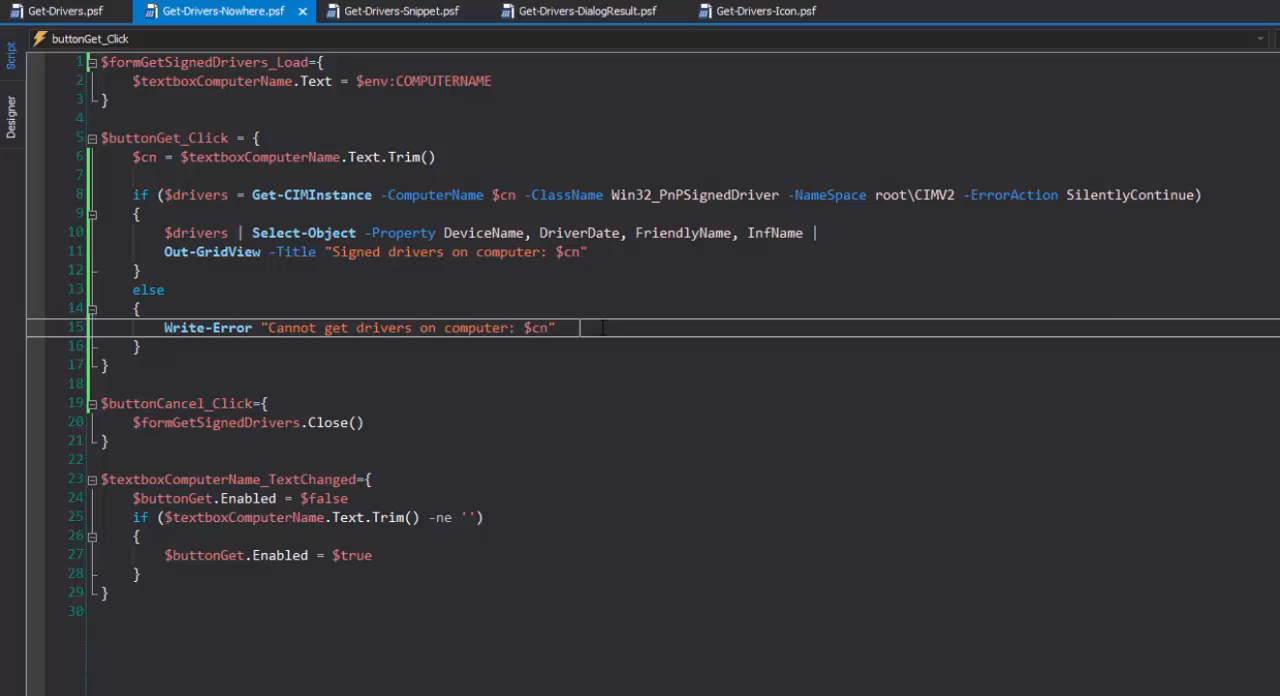 Get-Drivers.psf Get-Drivers-Nowhere.psf Get-Drivers-Snippet.psf Get-Drivers-DialogResult.psf Get-Drivers-Icon.psf
buttonGet_Click
Script
Designer
1 $formGetSignedDrivers_Load={
2 $textboxComputerName.Text = $env:COMPUTERNAME
3 }
4
5 $buttonGet_Click = {
6 $cn = $textboxComputerName.Text.Trim()
7
8 if ($drivers = Get-CIMInstance -ComputerName $cn -ClassName Win32_PnPSignedDriver -NameSpace root\CIMV2 -ErrorAction SilentlyContinue)
9 {
10 $drivers | Select-Object -Property DeviceName, DriverDate, FriendlyName, InfName |
11 Out-GridView -Title "Signed drivers on computer: $cn"
12 }
13 else
14 {
15 Write-Error "Cannot get drivers on computer: $cn"
16 }
17 }
18
19 $buttonCancel_Click={
20 $formGetSignedDrivers.Close()
21 }
22
23 $textboxComputerName_TextChanged={
24 $buttonGet.Enabled = $false
25 if ($textboxComputerName.Text.Trim() -ne '')
26 {
27 $buttonGet.Enabled = $true
28 }
29 }
30